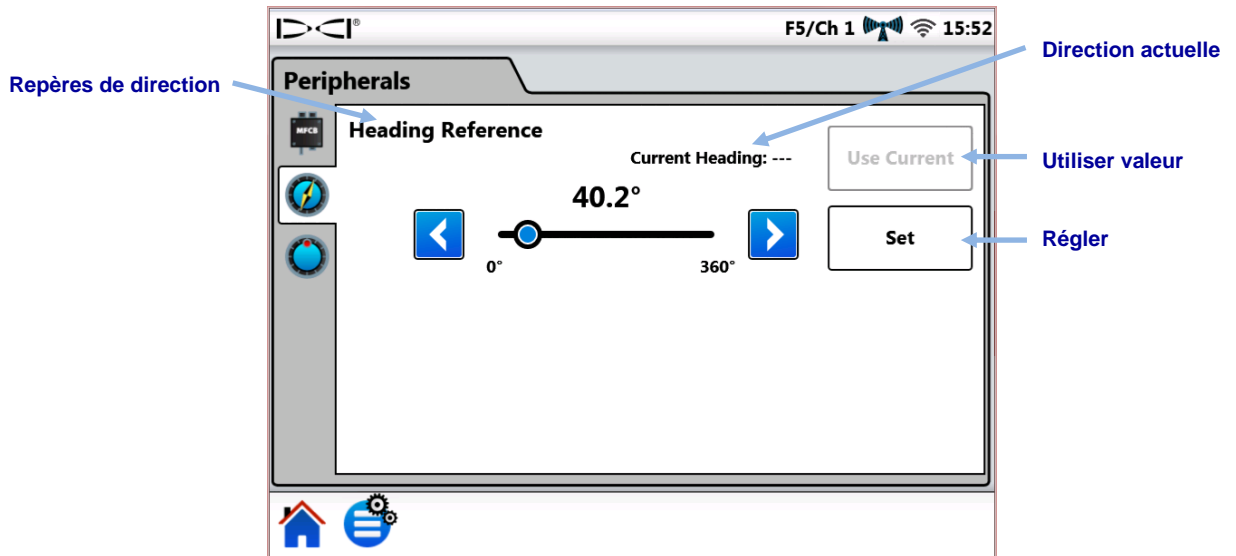 DCI®
F5/Ch 1 15:52
Direction actuelle
Repères de direction
Peripherals
MFCB
Heading Reference
Current Heading: ---
Use Current
Utiliser valeur
40.2°
Set
Régler
0°
360°